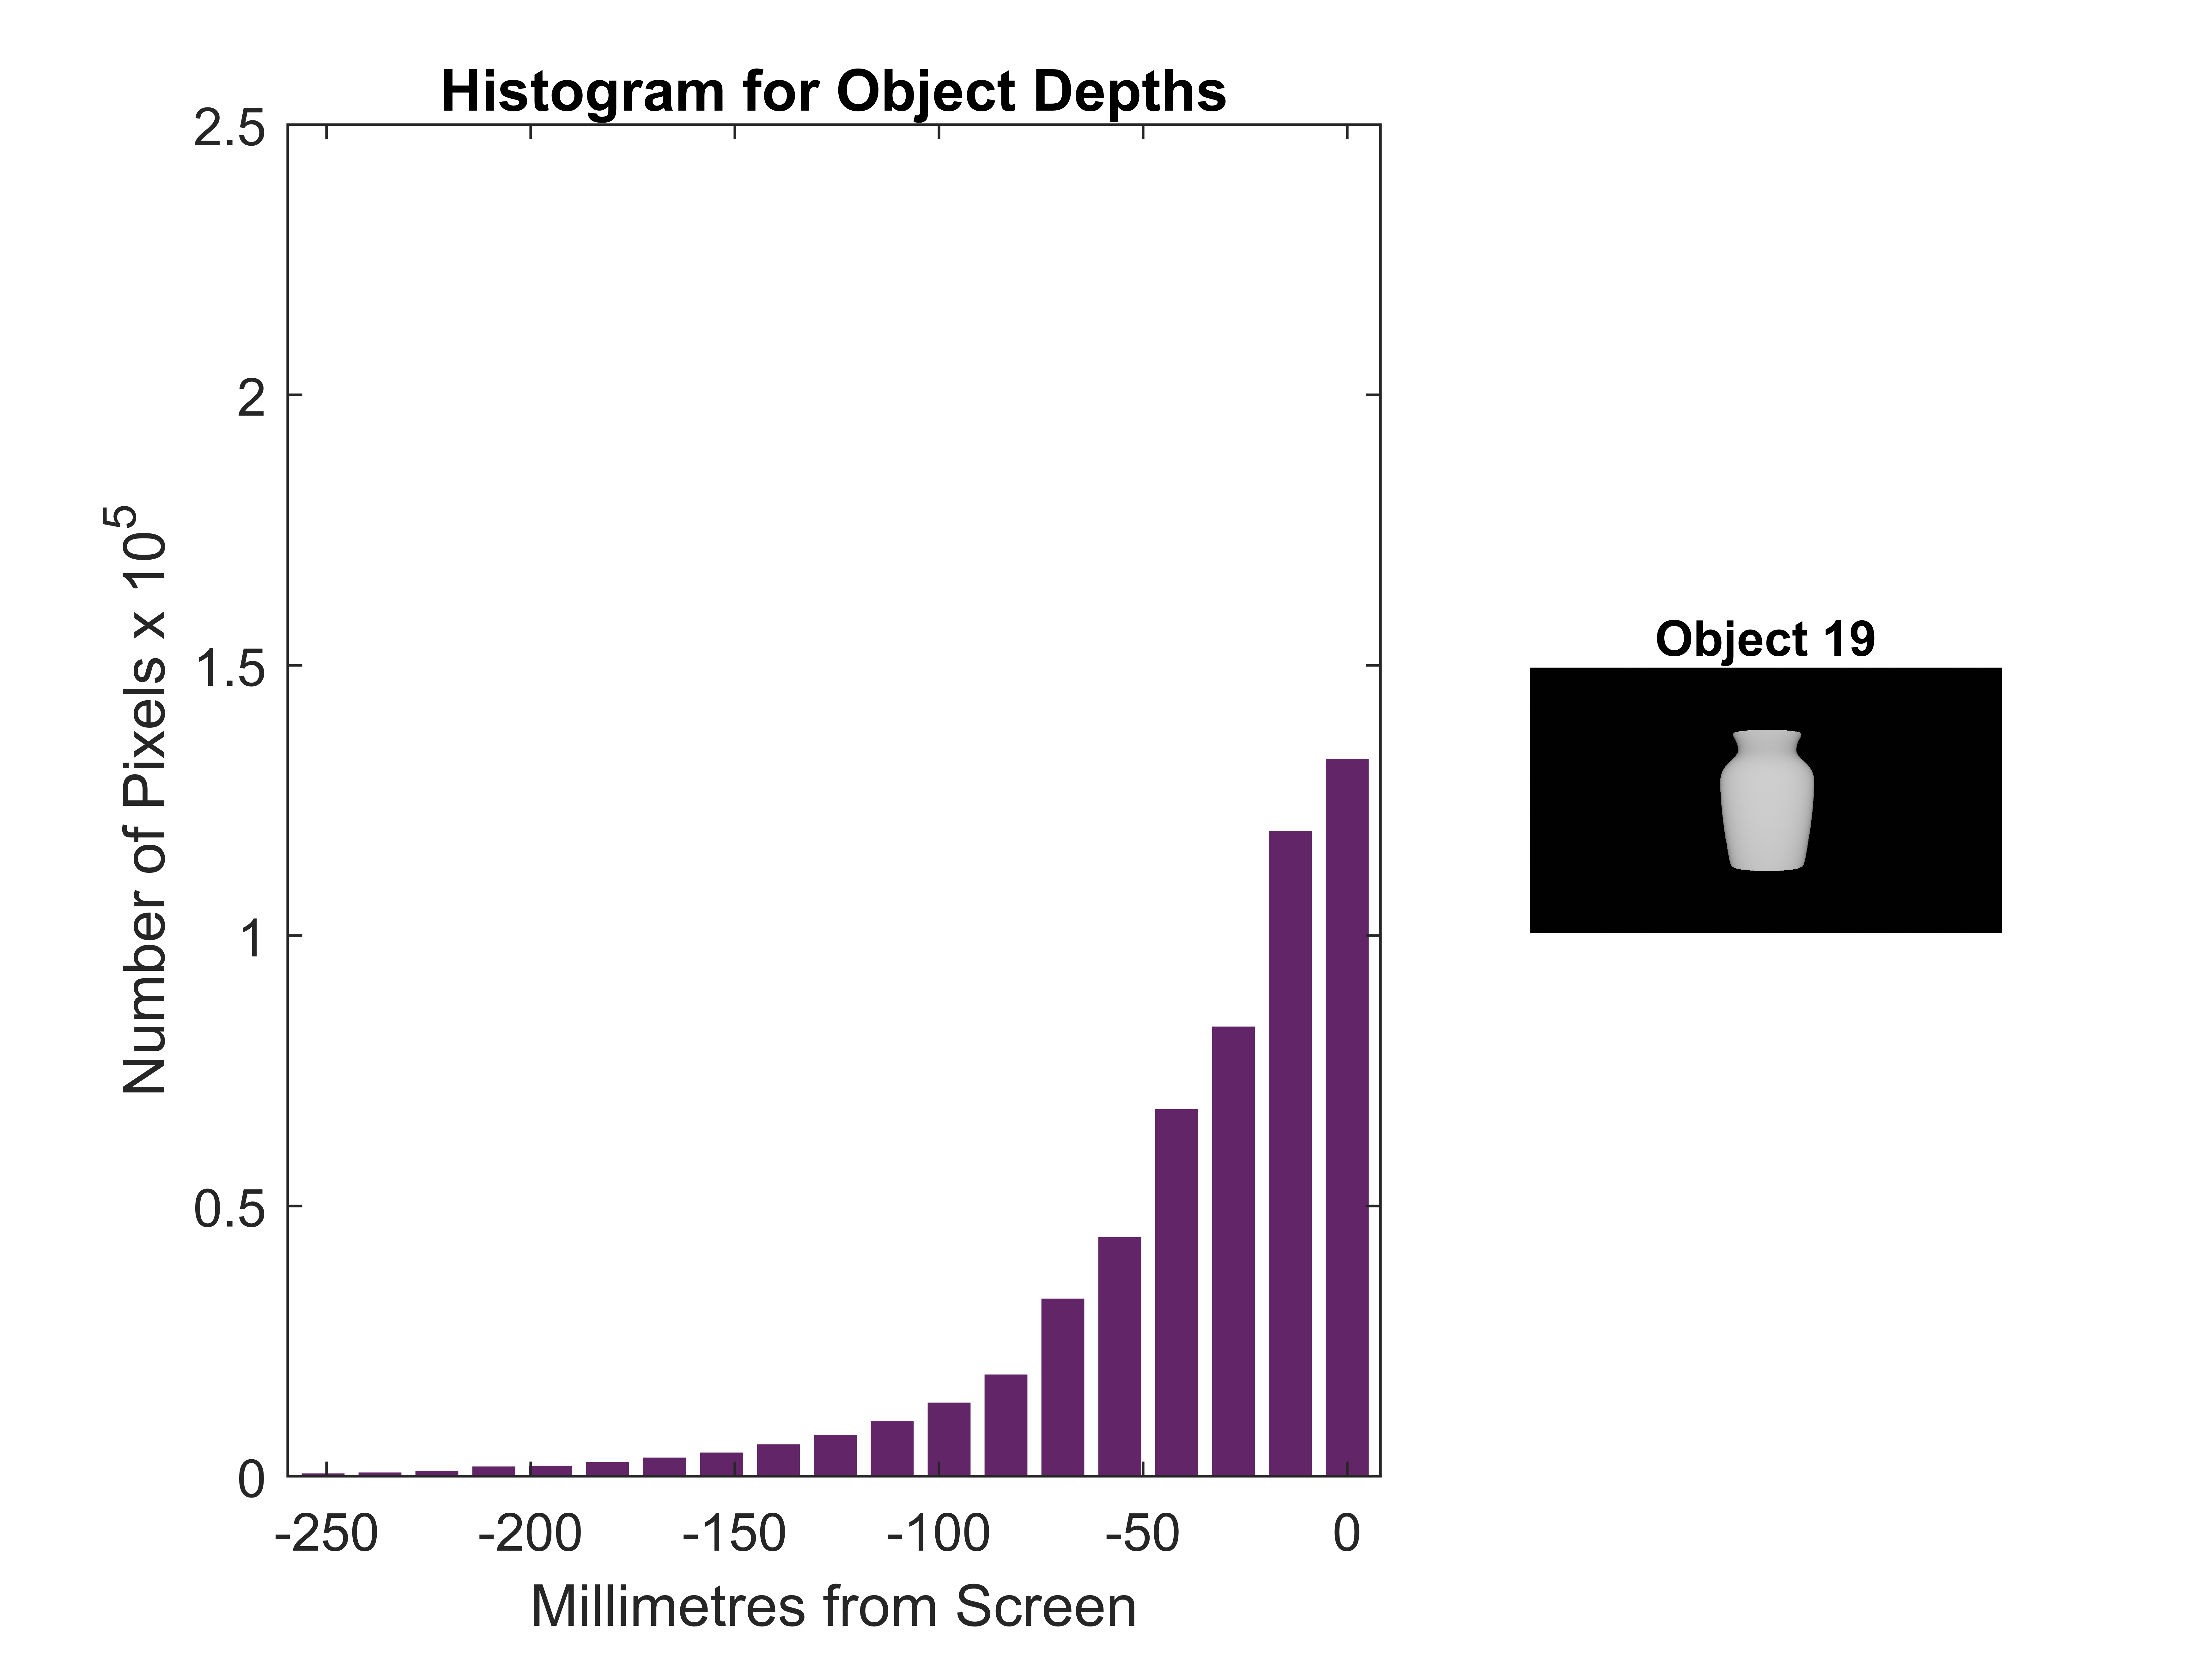 Histogram for Object Depths
2.5
2
1.5
1
0.5
0
Number of Pixels x 10^5
-250 -200 -150 -100 -50 0
Millimetres from Screen
Object 19